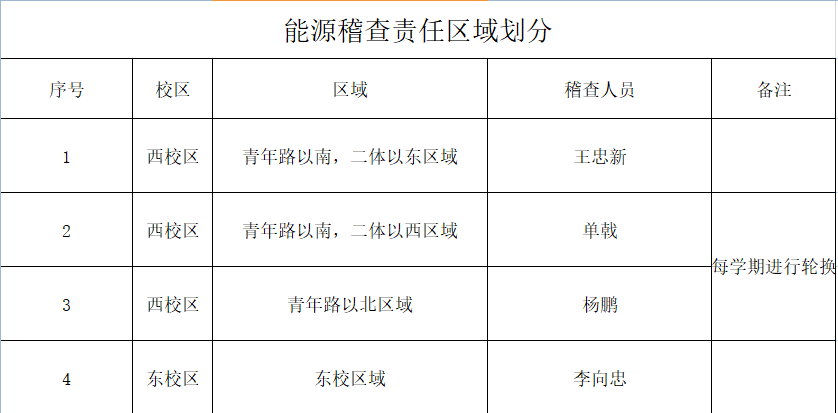 能源稽查责任区域划分
序号 校区 区域 稽查人员 备注
1 西校区 青年路以南，二体以东区域 王忠新
2 西校区 青年路以南，二体以西区域 单戟
每学期进行轮换
3 西校区 青年路以北区域 杨鹏
4 东校区 东校区域 李向忠